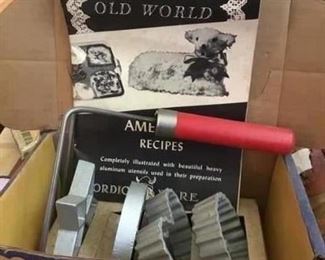 OLD WORLD
AME
RECIPES
Completely illustrated with beautiful heavy
aluminum utensils used in their preparation
ORDIC WARE